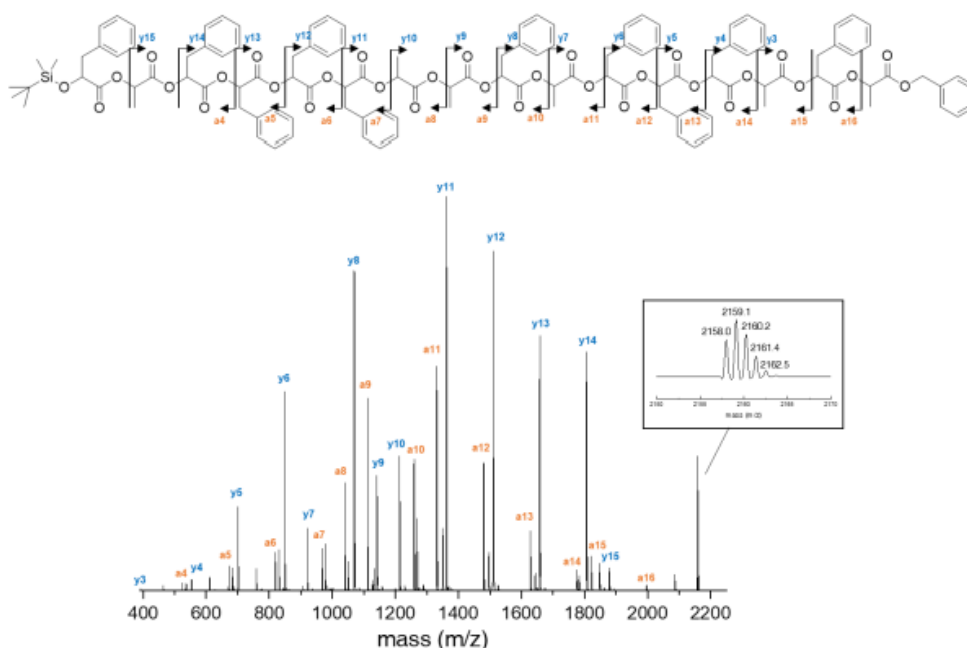 y15 y14 y13 y12 y11 y10 y9 y8 y7 y6 y5 y4 y3
O O O O O O O O
Si O O O O O O O O O O O O O O O O O
O O O O O O O O
a4 a5 a6 a7 a8 a9 a10 a11 a12 a13 a14 a15 a16
y11
y12
y8
y13
y14
a11
y6
a9
y10
a10
a12
a8
y9
y5
y7
a13
a7
a6
a5
y3
a4
y4
a14
a15
y15
a16
2159.1
2158.0
2160.2
2161.4
2162.5
2170
400 600 800 1000 1200 1400 1600 1800 2000 2200
mass (m/z)